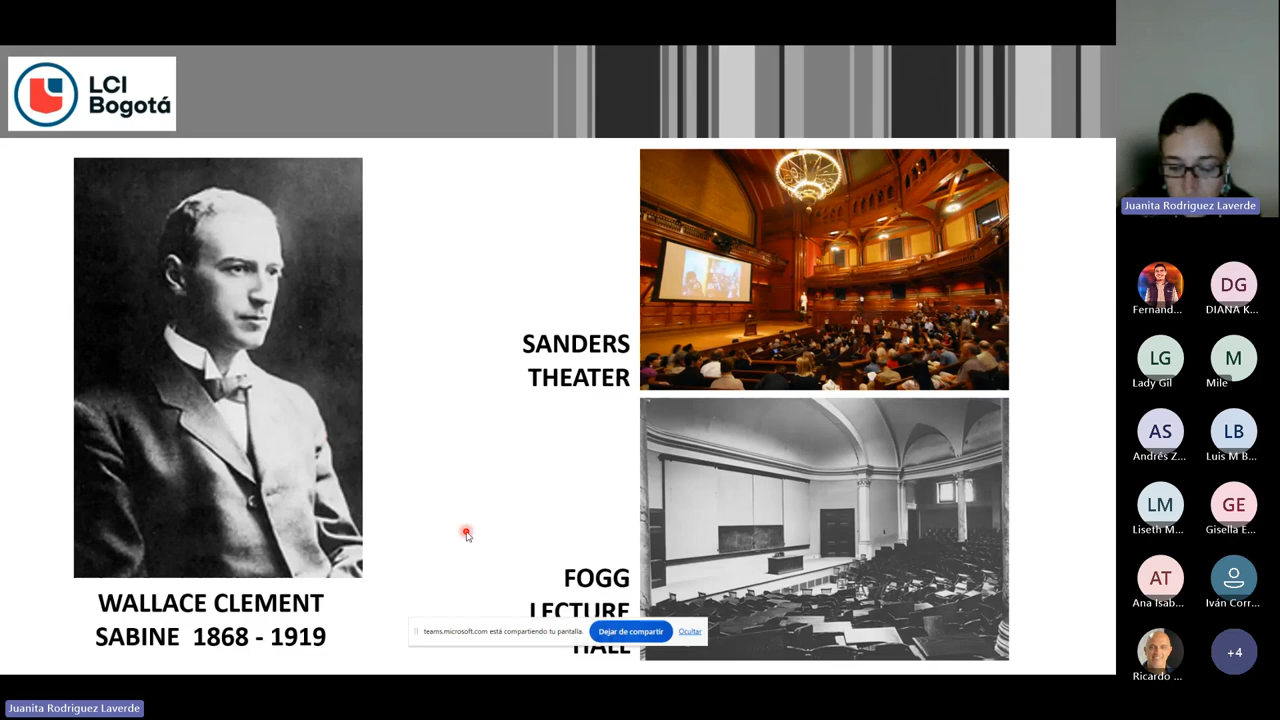 LCI
Bogotá
SANDERS
THEATER
FOGG
LECTURE
HALL
WALLACE CLEMENT
SABINE 1868 - 1919
teams.microsoft.com está compartiendo tu pantalla.
Dejar de compartir
Ocultar
Juanita Rodriguez Laverde
Juanita Rodriguez Laverde
Fernand...
DG
DIANA K...
LG
Lady Gil
M
Mile
AS
Andrés Z...
LB
Luis M B...
LM
Liseth M...
GE
Gisella E...
AT
Ana Isab...
Iván Corr...
Ricardo ...
+4